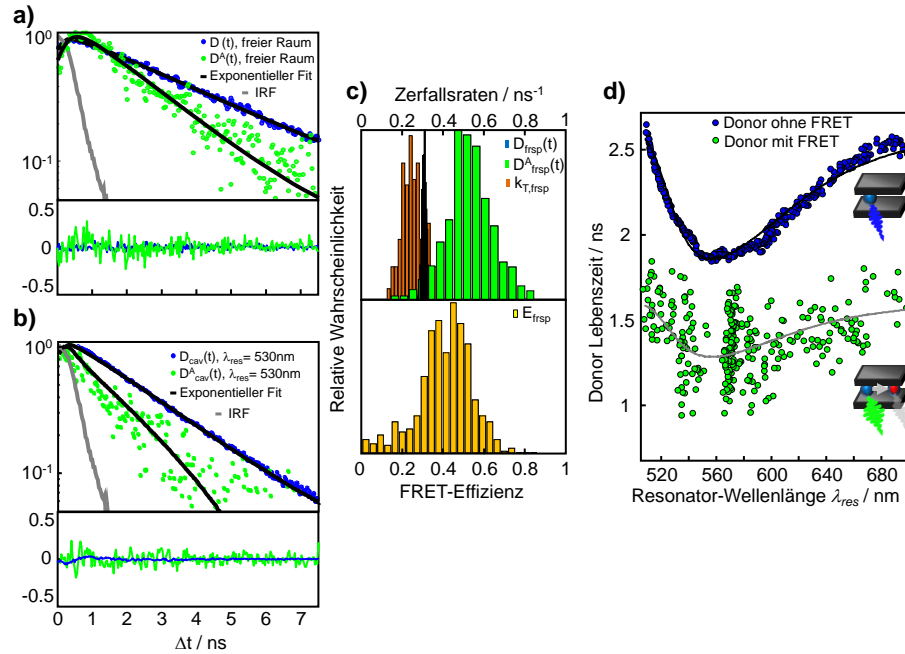 a)
10⁰
10⁻¹
D (t), freier Raum
Dᴬ(t), freier Raum
Exponentieller Fit
IRF
0.5
0
-0.5
b)
10⁰
10⁻¹
D_cav(t), λ_res= 530nm
Dᴬ_cav(t), λ_res= 530nm
Exponentieller Fit
IRF
0.5
0
-0.5
0 1 2 3 4 5 6 7
Δt / ns
c)
Zerfallsraten / ns⁻¹
0 0.2 0.4 0.6 0.8 1
D_frsp(t)
Dᴬ_frsp(t)
k_T,frsp
Relative Wahrscheinlichkeit
E_frsp
0 0.2 0.4 0.6 0.8 1
FRET-Effizienz
d)
Donor ohne FRET
Donor mit FRET
Donor Lebenszeit / ns
2.5
2
1.5
1
520 560 600 640 680
Resonator-Wellenlänge λ_res / nm